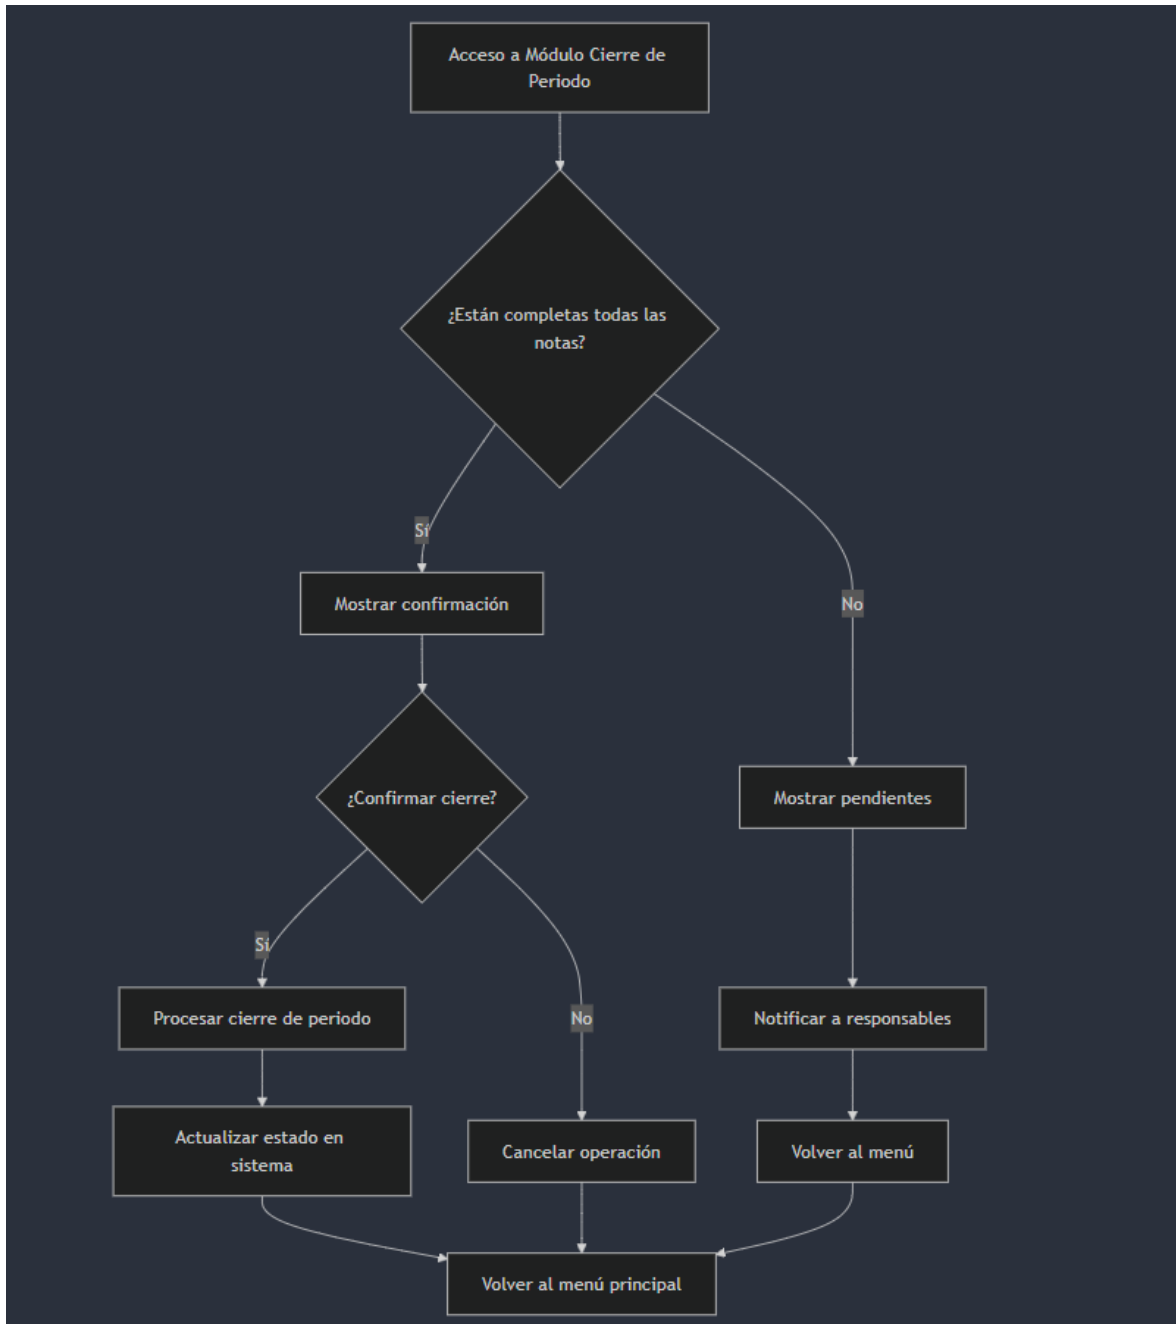 Acceso a Módulo Cierre de
Periodo
¿Están completas todas las
notas?
Sí
Mostrar confirmación
No
¿Confirmar cierre?
Mostrar pendientes
Sí
Procesar cierre de periodo
No
Notificar a responsables
Actualizar estado en
sistema
Cancelar operación
Volver al menú
Volver al menú principal